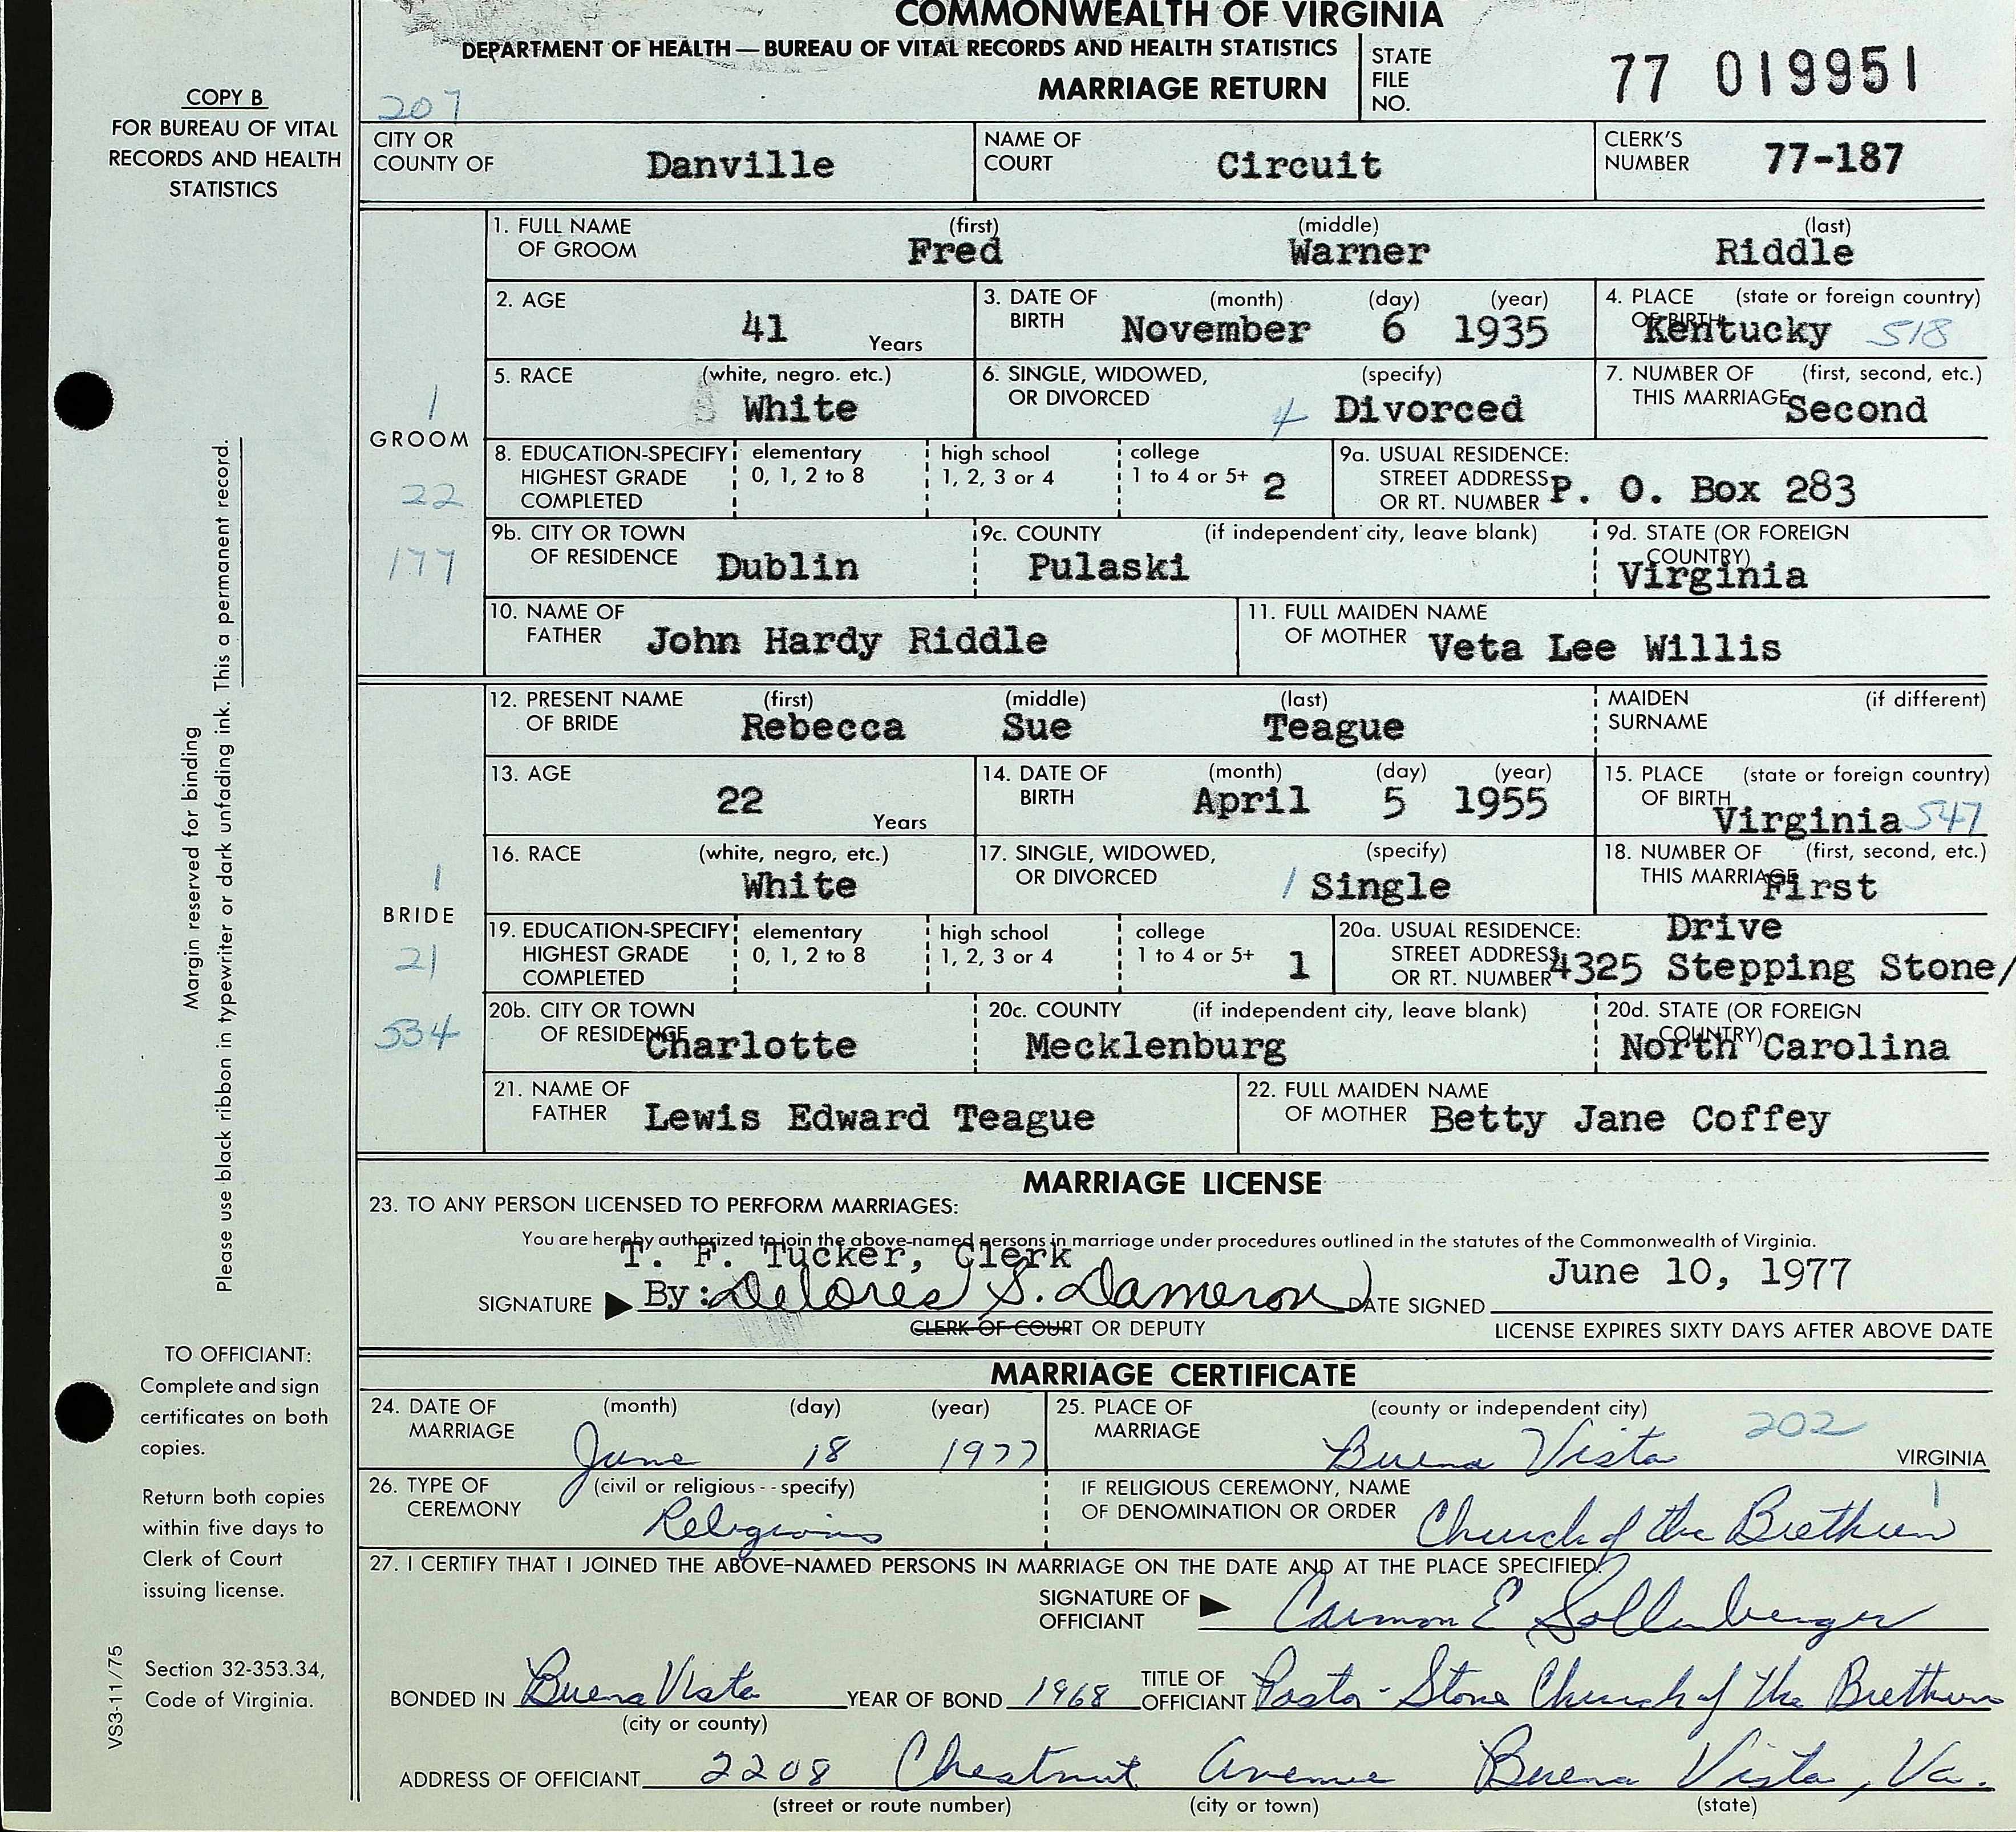 COMMONWEALTH OF VIRGINIA
DEPARTMENT OF HEALTH — BUREAU OF VITAL RECORDS AND HEALTH STATISTICS
MARRIAGE RETURN
STATE FILE NO. 77 019951
207
COPY B
FOR BUREAU OF VITAL
RECORDS AND HEALTH
STATISTICS
CITY OR COUNTY OF Danville
NAME OF COURT Circuit
CLERK'S NUMBER 77-187
GROOM
1
22
177
1. FULL NAME OF GROOM (first) Fred (middle) Warner (last) Riddle
2. AGE 41 Years
3. DATE OF BIRTH (month) November (day) 6 (year) 1935
4. PLACE OF BIRTH (state or foreign country) Kentucky 518
5. RACE (white, negro. etc.) White
6. SINGLE, WIDOWED, OR DIVORCED (specify) 4 Divorced
7. NUMBER OF THIS MARRIAGE (first, second, etc.) Second
8. EDUCATION-SPECIFY HIGHEST GRADE COMPLETED elementary 0, 1, 2 to 8 high school 1, 2, 3 or 4 college 1 to 4 or 5+ 2
9a. USUAL RESIDENCE: STREET ADDRESS OR RT. NUMBER P. O. Box 283
9b. CITY OR TOWN OF RESIDENCE Dublin
9c. COUNTY (if independent city, leave blank) Pulaski
9d. STATE (OR FOREIGN COUNTRY) Virginia
10. NAME OF FATHER John Hardy Riddle
11. FULL MAIDEN NAME OF MOTHER Veta Lee Willis
BRIDE
1
21
534
12. PRESENT NAME OF BRIDE (first) Rebecca (middle) Sue (last) Teague
MAIDEN SURNAME (if different)
13. AGE 22 Years
14. DATE OF BIRTH (month) April (day) 5 (year) 1955
15. PLACE OF BIRTH (state or foreign country) Virginia 547
16. RACE (white, negro, etc.) White
17. SINGLE, WIDOWED, OR DIVORCED (specify) 1 Single
18. NUMBER OF THIS MARRIAGE (first, second, etc.) First
19. EDUCATION-SPECIFY HIGHEST GRADE COMPLETED elementary 0, 1, 2 to 8 high school 1, 2, 3 or 4 college 1 to 4 or 5+ 1
20a. USUAL RESIDENCE: STREET ADDRESS OR RT. NUMBER 4325 Stepping Stone/ Drive
20b. CITY OR TOWN OF RESIDENCE Charlotte
20c. COUNTY (if independent city, leave blank) Mecklenburg
20d. STATE (OR FOREIGN COUNTRY) North Carolina
21. NAME OF FATHER Lewis Edward Teague
22. FULL MAIDEN NAME OF MOTHER Betty Jane Coffey
MARRIAGE LICENSE
23. TO ANY PERSON LICENSED TO PERFORM MARRIAGES:
You are hereby authorized to join the above-named persons in marriage under procedures outlined in the statutes of the Commonwealth of Virginia.
T. F. Tucker, Clerk
SIGNATURE By: Delores S. Dameron DATE SIGNED June 10, 1977
CLERK OF COURT OR DEPUTY
LICENSE EXPIRES SIXTY DAYS AFTER ABOVE DATE
MARRIAGE CERTIFICATE
24. DATE OF MARRIAGE (month) June (day) 18 (year) 1977
25. PLACE OF MARRIAGE (county or independent city) Buena Vista 202 VIRGINIA
26. TYPE OF CEREMONY (civil or religious -- specify) Religious
IF RELIGIOUS CEREMONY, NAME OF DENOMINATION OR ORDER Church of the Brethren 1
27. I CERTIFY THAT I JOINED THE ABOVE-NAMED PERSONS IN MARRIAGE ON THE DATE AND AT THE PLACE SPECIFIED.
SIGNATURE OF OFFICIANT Carmon E Sollenberger
BONDED IN Buena Vista (city or county) YEAR OF BOND 1968 TITLE OF OFFICIANT Pastor - Stone Church of the Brethren
ADDRESS OF OFFICIANT 2208 Chestnut Avenue Buena Vista, Va.
(street or route number) (city or town) (state)
Margin reserved for binding
Please use black ribbon in typewriter or dark unfading ink. This a permanent record.
TO OFFICIANT:
Complete and sign
certificates on both
copies.
Return both copies
within five days to
Clerk of Court
issuing license.
Section 32-353.34,
Code of Virginia.
VS3-11/75